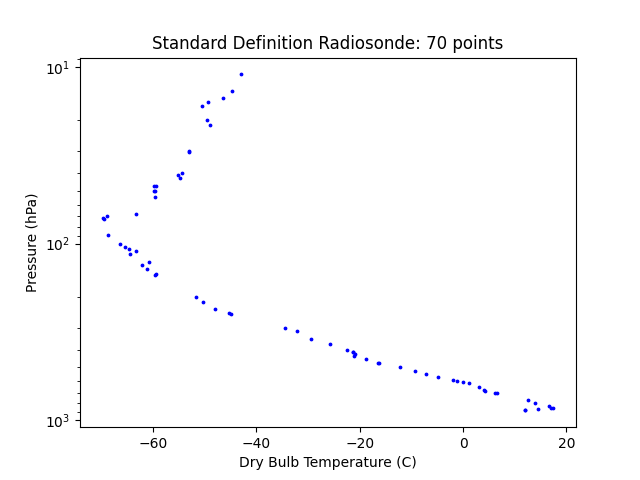 Standard Definition Radiosonde: 70 points
10¹
10²
10³
Pressure (hPa)
−60 −40 −20 0 20
Dry Bulb Temperature (C)